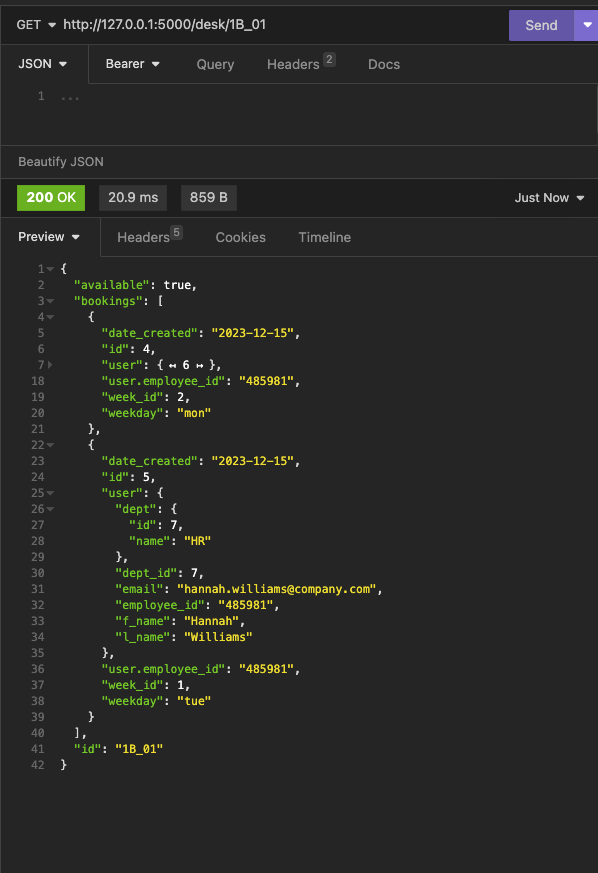 GET http://127.0.0.1:5000/desk/1B_01 Send
JSON Bearer Query Headers 2 Docs
1 ...
Beautify JSON
200 OK 20.9 ms 859 B Just Now
Preview Headers 5 Cookies Timeline
1 {
2 "available": true,
3 "bookings": [
4 {
5 "date_created": "2023-12-15",
6 "id": 4,
7 "user": { ↤ 6 ↦ },
18 "user.employee_id": "485981",
19 "week_id": 2,
20 "weekday": "mon"
21 },
22 {
23 "date_created": "2023-12-15",
24 "id": 5,
25 "user": {
26 "dept": {
27 "id": 7,
28 "name": "HR"
29 },
30 "dept_id": 7,
31 "email": "hannah.williams@company.com",
32 "employee_id": "485981",
33 "f_name": "Hannah",
34 "l_name": "Williams"
35 },
36 "user.employee_id": "485981",
37 "week_id": 1,
38 "weekday": "tue"
39 }
40 ],
41 "id": "1B_01"
42 }